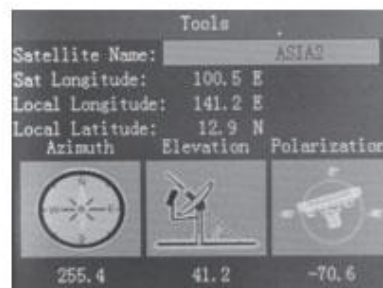 Tools
Satellite Name: ASIA2
Sat Longitude: 100.5 E
Local Longitude: 141.2 E
Local Latitude: 12.9 N
Azimuth Elevation Polarization
255.4 41.2 -70.6